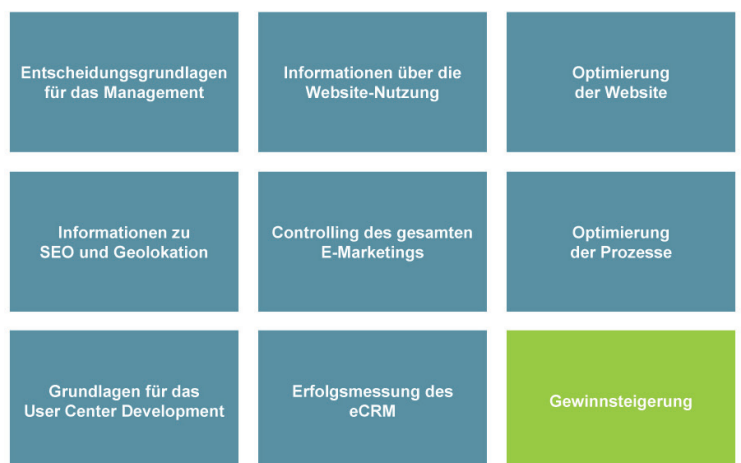 Entscheidungsgrundlagen
für das Management
Informationen über die
Website-Nutzung
Optimierung
der Website
Informationen zu
SEO und Geolokation
Controlling des gesamten
E-Marketings
Optimierung
der Prozesse
Grundlagen für das
User Center Development
Erfolgsmessung des
eCRM
Gewinnsteigerung